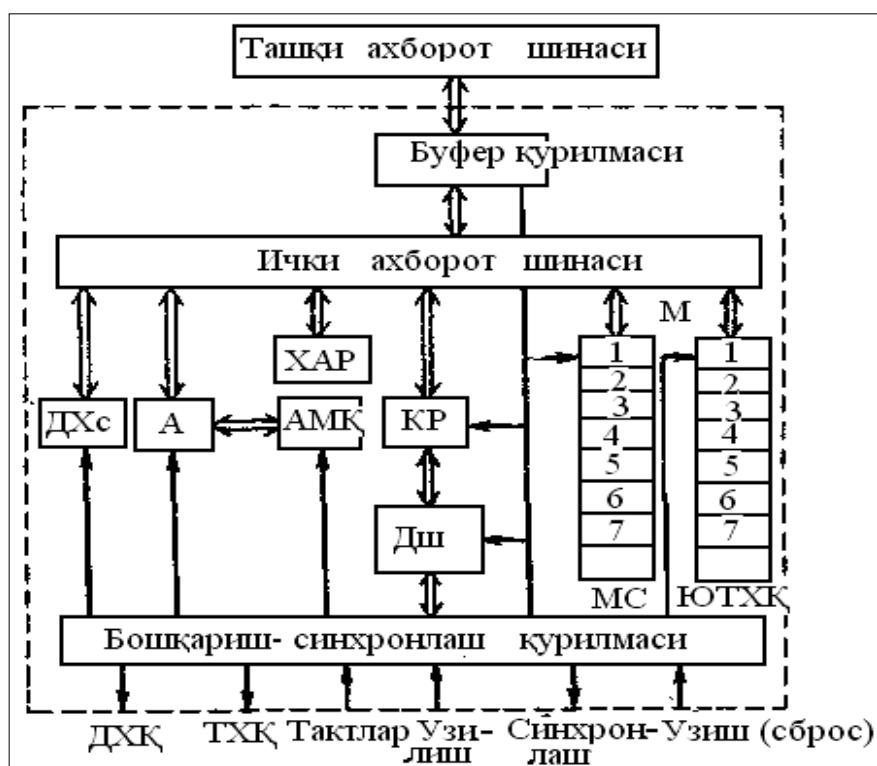 Ташқи ахборот шинаси
Буфер қурилмаси
Ички ахборот шинаси
М
ХАР
1
1
2
2
3
3
ДХс
А
АМҚ
КР
4
4
5
5
6
6
Дш
7
7
МС
ЮТХҚ
Бошқариш- синхронлаш қурилмаси
ДХҚ
ТХҚ
Тактлар
Узи-
лиш
Синхрон-
лаш
Узиш (сброс)